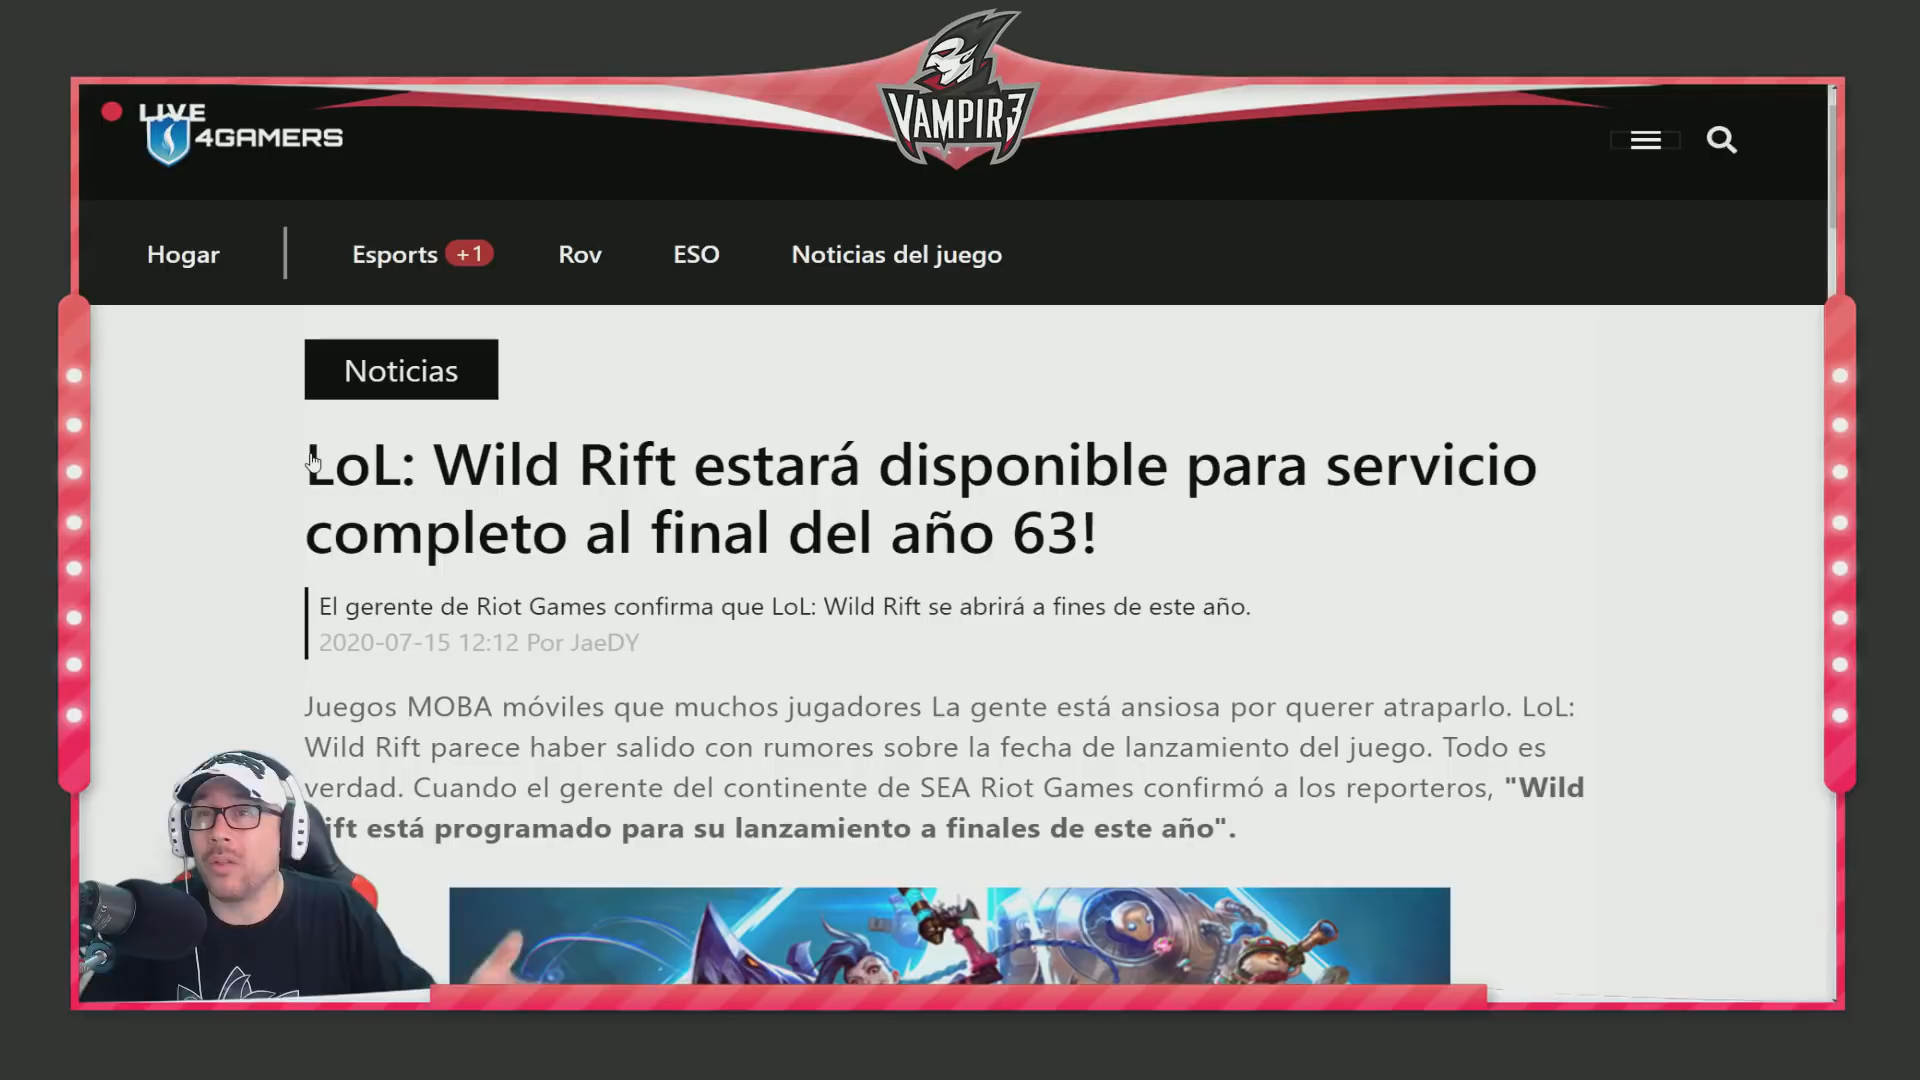 VAMPIR3
LIVE
4GAMERS
Hogar
Esports +1
Rov
ESO
Noticias del juego
Noticias
LoL: Wild Rift estará disponible para servicio
completo al final del año 63!
El gerente de Riot Games confirma que LoL: Wild Rift se abrirá a fines de este año.
2020-07-15 12:12 Por JaeDY
Juegos MOBA móviles que muchos jugadores La gente está ansiosa por querer atraparlo. LoL:
Wild Rift parece haber salido con rumores sobre la fecha de lanzamiento del juego. Todo es
verdad. Cuando el gerente del continente de SEA Riot Games confirmó a los reporteros, "Wild
ift está programado para su lanzamiento a finales de este año".